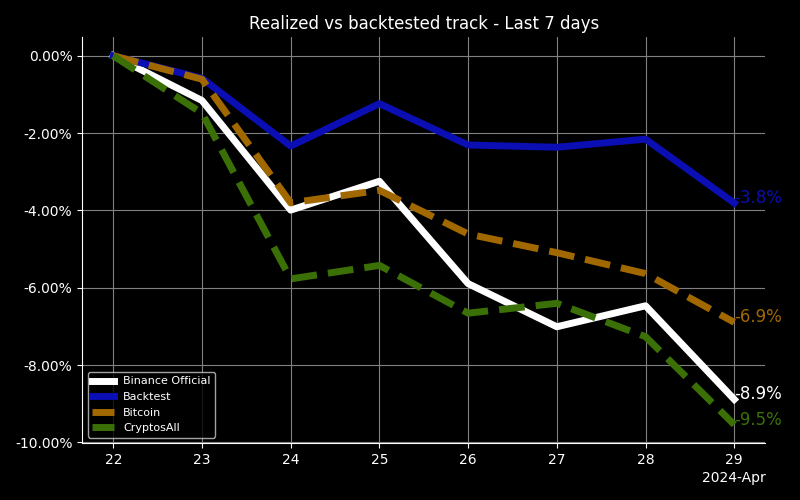 Realized vs backtested track - Last 7 days
0.00%
-2.00%
-4.00%
-6.00%
-8.00%
-10.00%
-3.8%
-6.9%
-8.9%
-9.5%
Binance Official
Backtest
Bitcoin
CryptosAll
22 23 24 25 26 27 28 29
2024-Apr